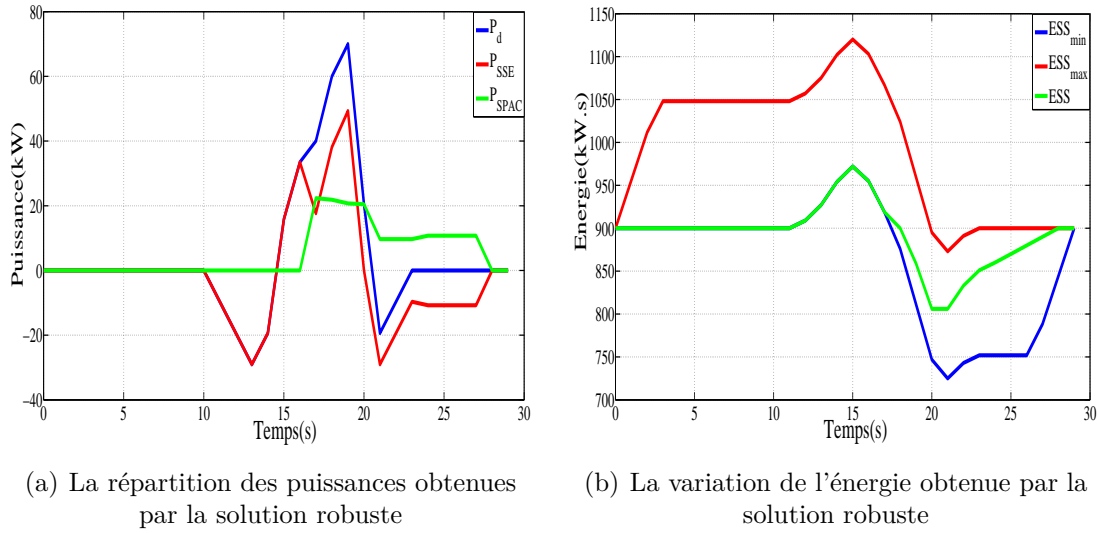 80
60
40
20
0
−20
−40
0
5
10
15
20
25
30
Puissance(kW)
Temps(s)
P_d
P_SSE
P_SPAC
1150
1100
1050
1000
950
900
850
800
750
700
0
5
10
15
20
25
30
Energie(kW.s)
Temps(s)
ESS_min
ESS_max
ESS
(a) La répartition des puissances obtenues
par la solution robuste
(b) La variation de l'énergie obtenue par la
solution robuste